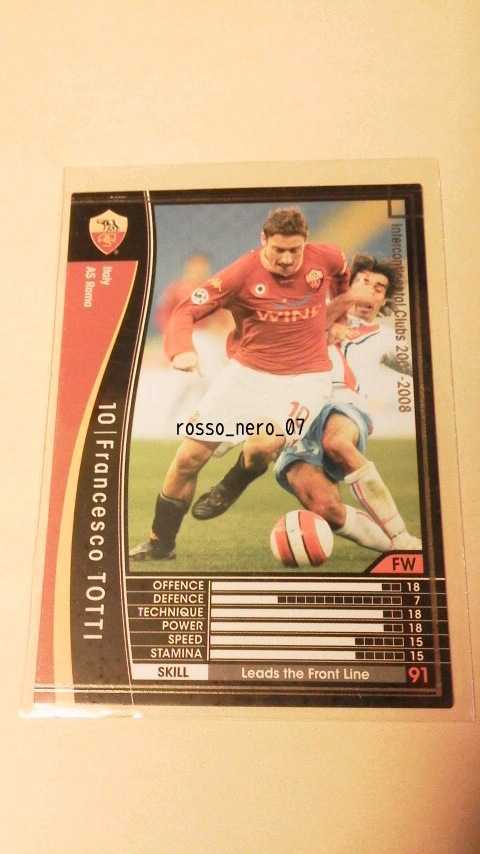 Italy
AS Roma
10 | Francesco TOTTI
Intercontinental Clubs 2007-2008
WIND
10
rosso_nero_07
FW
OFFENCE 18
DEFENCE 7
TECHNIQUE 18
POWER 18
SPEED 15
STAMINA 15
SKILL Leads the Front Line 91